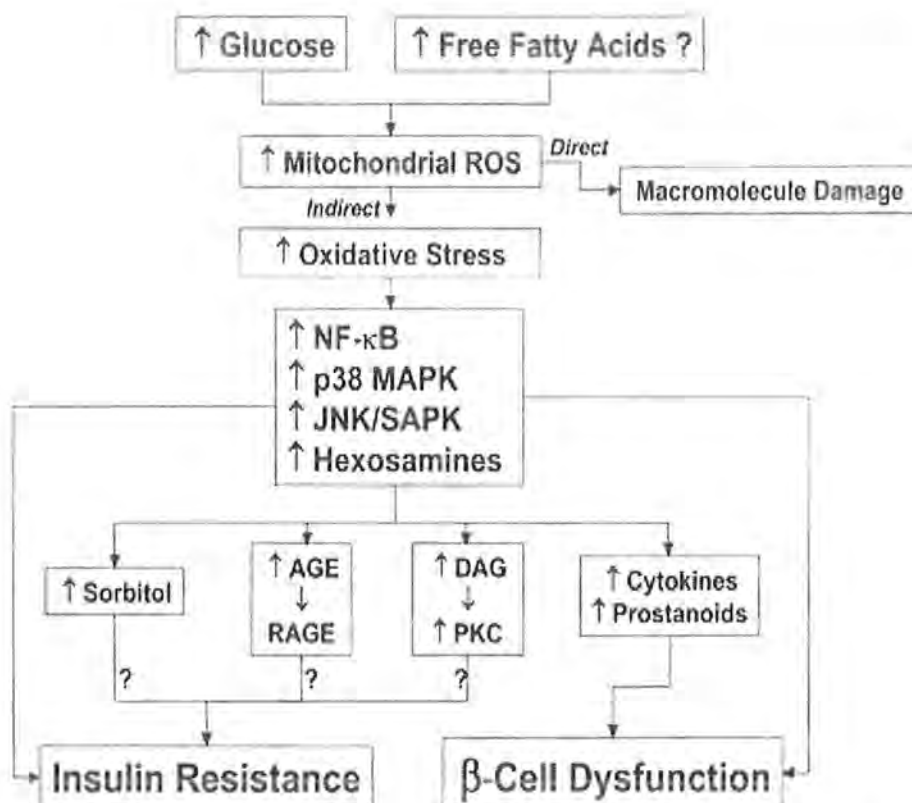 ↑ Glucose
↑ Free Fatty Acids ?
↑ Mitochondrial ROS
Direct
Macromolecule Damage
Indirect
↑ Oxidative Stress
↑ NF-κB
↑ p38 MAPK
↑ JNK/SAPK
↑ Hexosamines
↑ Sorbitol
↑ AGE
↓
RAGE
↑ DAG
↓
↑ PKC
↑ Cytokines
↑ Prostanoids
?
?
?
Insulin Resistance
β-Cell Dysfunction